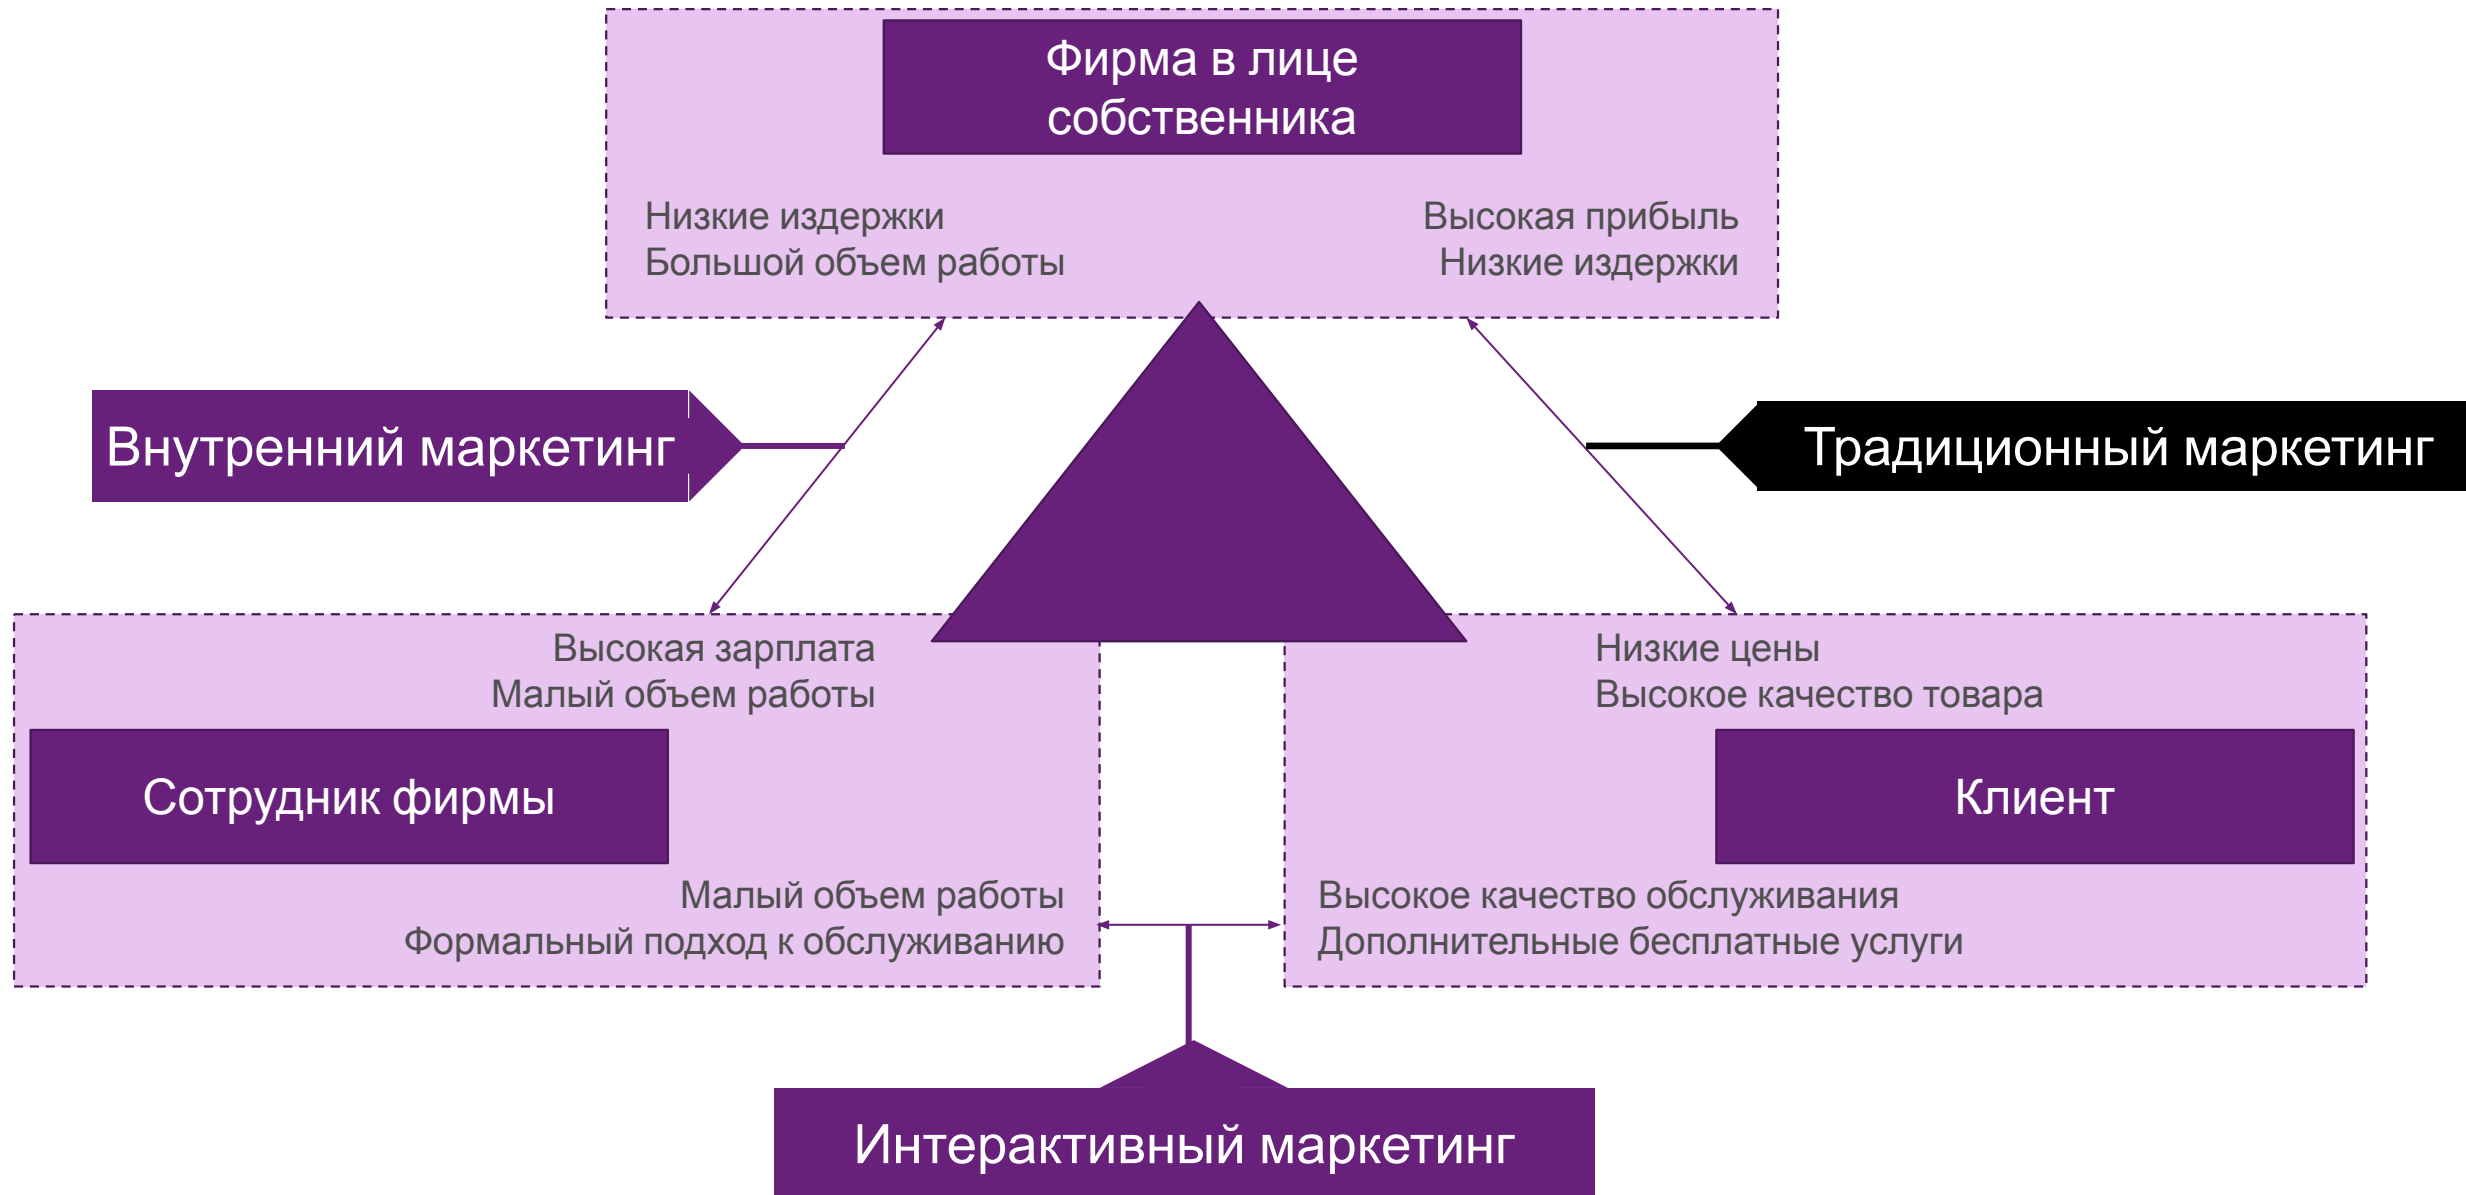 Фирма в лице
собственника
Низкие издержки
Большой объем работы
Высокая прибыль
Низкие издержки
Внутренний маркетинг
Традиционный маркетинг
Высокая зарплата
Малый объем работы
Низкие цены
Высокое качество товара
Сотрудник фирмы
Клиент
Малый объем работы
Формальный подход к обслуживанию
Высокое качество обслуживания
Дополнительные бесплатные услуги
Интерактивный маркетинг